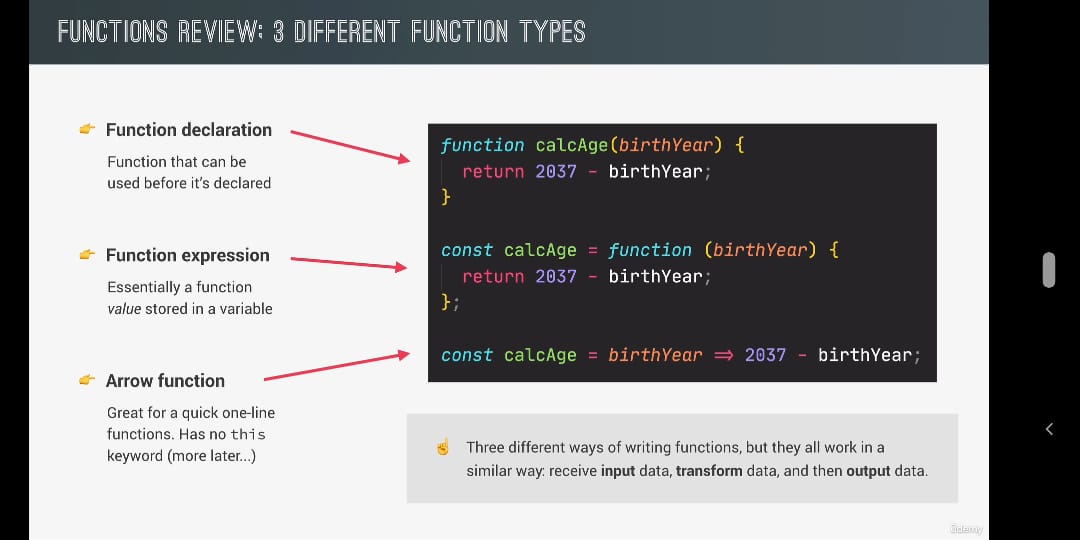 FUNCTIONS REVIEW; 3 DIFFERENT FUNCTION TYPES
👉 Function declaration
Function that can be
used before it's declared
👉 Function expression
Essentially a function
value stored in a variable
👉 Arrow function
Great for a quick one-line
functions. Has no this
keyword (more later...)
function calcAge(birthYear) {
  return 2037 - birthYear;
}
const calcAge = function (birthYear) {
  return 2037 - birthYear;
};
const calcAge = birthYear => 2037 - birthYear;
☝️ Three different ways of writing functions, but they all work in a
similar way: receive input data, transform data, and then output data.
Udemy